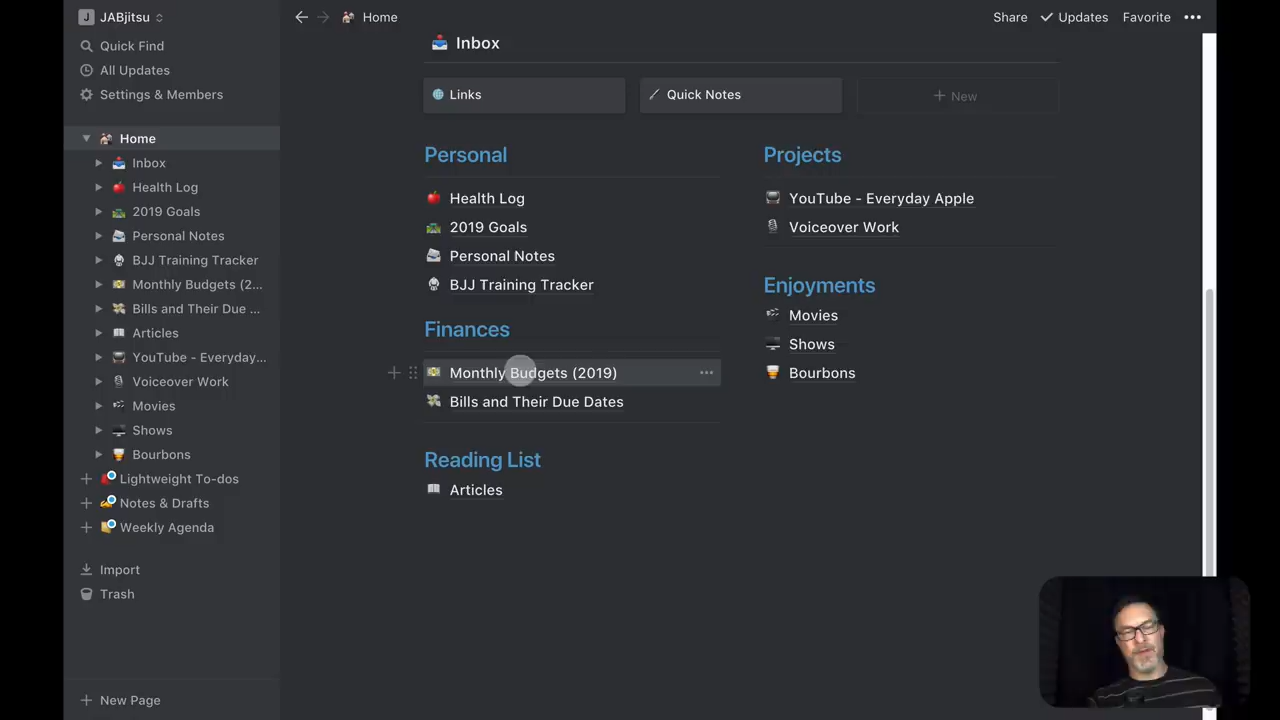 J JABjitsu
Quick Find
All Updates
Settings & Members
Home
Inbox
Health Log
2019 Goals
Personal Notes
BJJ Training Tracker
Monthly Budgets (2...
Bills and Their Due ...
Articles
YouTube - Everyday...
Voiceover Work
Movies
Shows
Bourbons
Lightweight To-dos
Notes & Drafts
Weekly Agenda
Import
Trash
New Page
Home
Share Updates Favorite
Inbox
Links
Quick Notes
New
Personal
Health Log
2019 Goals
Personal Notes
BJJ Training Tracker
Finances
Monthly Budgets (2019)
Bills and Their Due Dates
Reading List
Articles
Projects
YouTube - Everyday Apple
Voiceover Work
Enjoyments
Movies
Shows
Bourbons